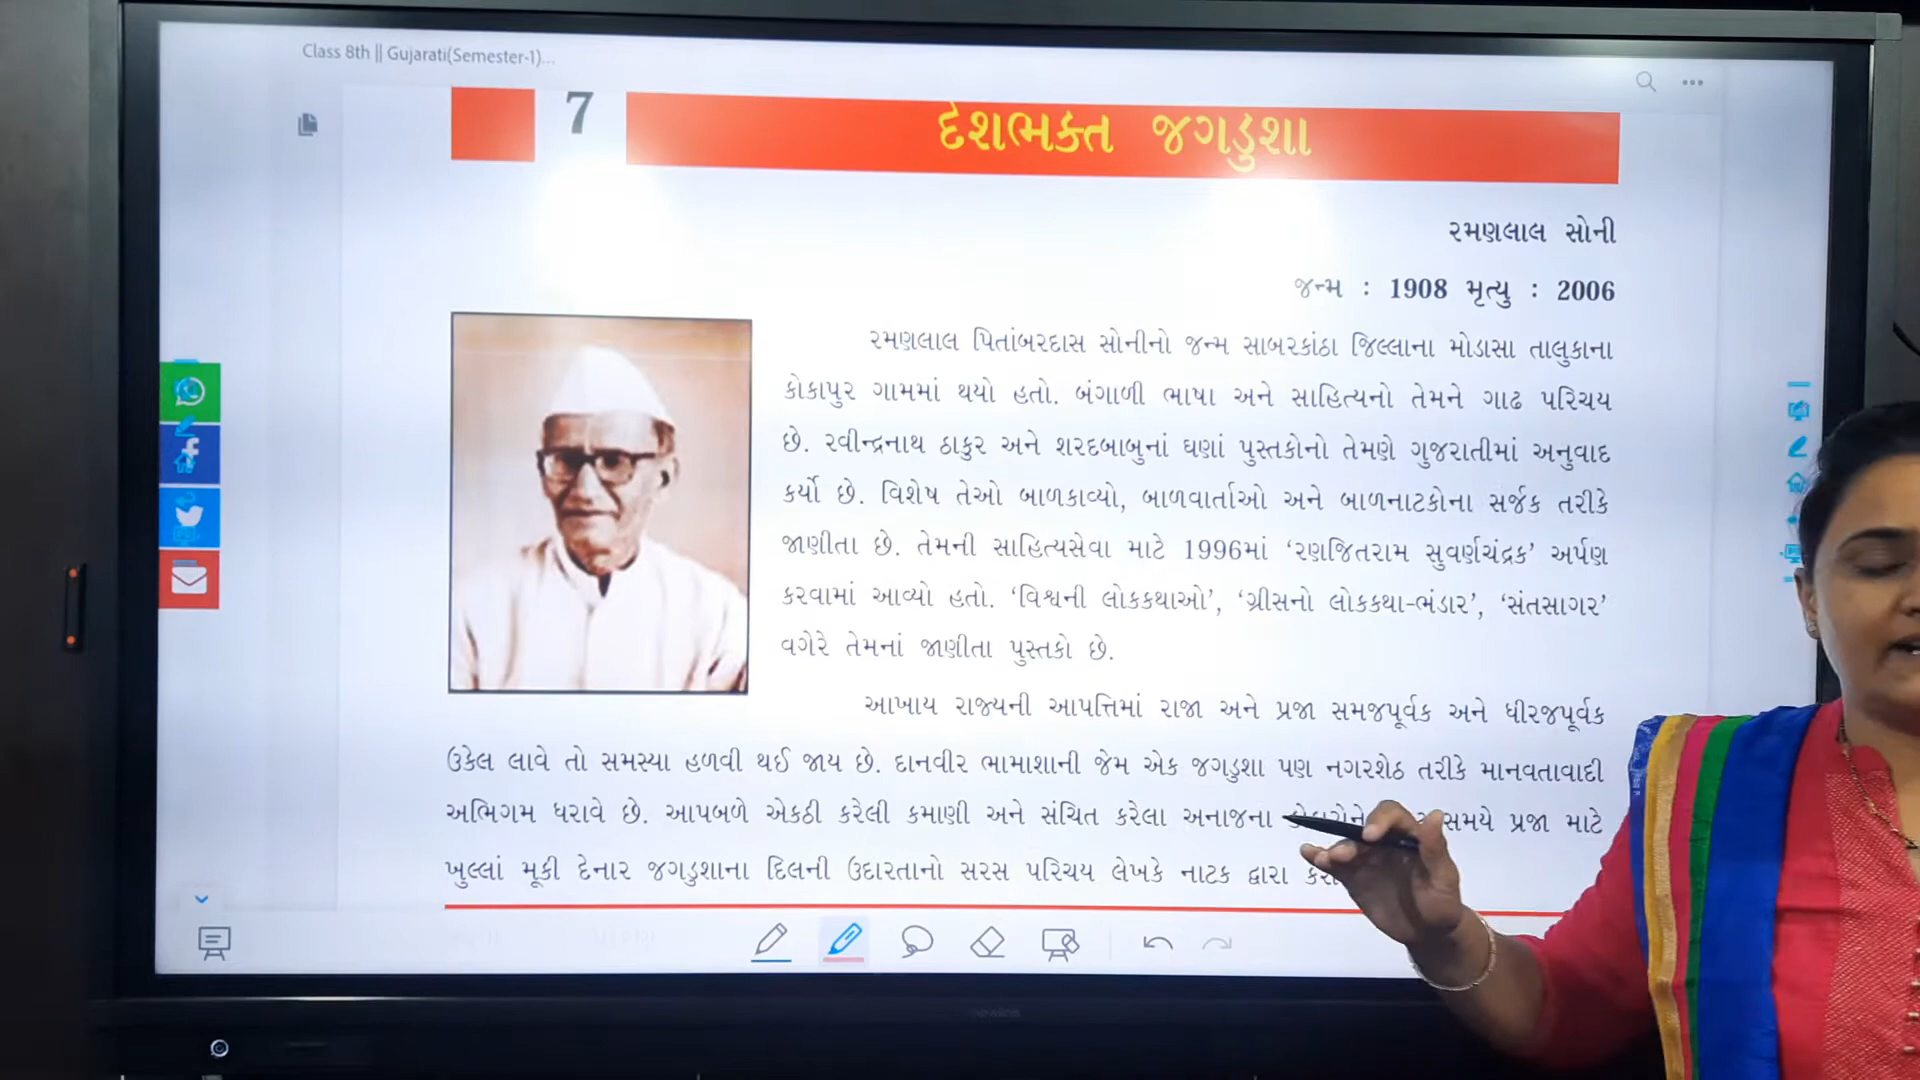 Class 8th || Gujarati(Semester-1)...
7
દેશભક્ત જગડુશા
રમણલાલ સોની
જન્મ : 1908 મૃત્યુ : 2006
રમણલાલ પિતાંબરદાસ સોનીનો જન્મ સાબરકાંઠા જિલ્લાના મોડાસા તાલુકાના
કોકાપુર ગામમાં થયો હતો. બંગાળી ભાષા અને સાહિત્યનો તેમને ગાઢ પરિચય
છે. રવીન્દ્રનાથ ઠાકુર અને શરદબાબુનાં ઘણાં પુસ્તકોનો તેમણે ગુજરાતીમાં અનુવાદ
કર્યો છે. વિશેષ તેઓ બાળકાવ્યો, બાળવાર્તાઓ અને બાળનાટકોના સર્જક તરીકે
જાણીતા છે. તેમની સાહિત્યસેવા માટે 1996માં ‘રણજિતરામ સુવર્ણચંદ્રક’ અર્પણ
કરવામાં આવ્યો હતો. ‘વિશ્વની લોકકથાઓ’, ‘ગ્રીસનો લોકકથા-ભંડાર’, ‘સંતસાગર’
વગેરે તેમનાં જાણીતા પુસ્તકો છે.
આખાય રાજ્યની આપત્તિમાં રાજા અને પ્રજા સમજપૂર્વક અને ધીરજપૂર્વક
ઉકેલ લાવે તો સમસ્યા હળવી થઈ જાય છે. દાનવીર ભામાશાની જેમ એક જગડુશા પણ નગરશેઠ તરીકે માનવતાવાદી
અભિગમ ધરાવે છે. આપબળે એકઠી કરેલી કમાણી અને સંચિત કરેલા અનાજના સમયે પ્રજા માટે
ખુલ્લાં મૂકી દેનાર જગડુશાના દિલની ઉદારતાનો સરસ પરિચય લેખકે નાટક દ્વારા